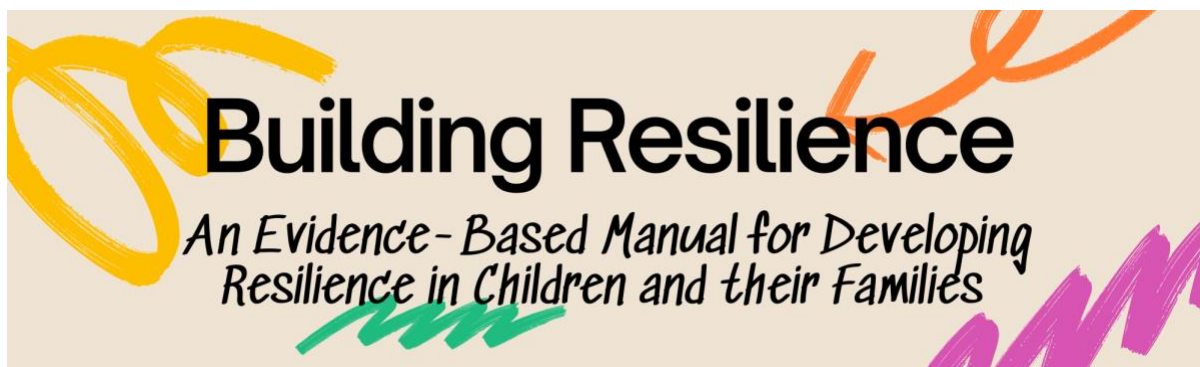 Building Resilience
An Evidence-Based Manual for Developing
Resilience in Children and their Families